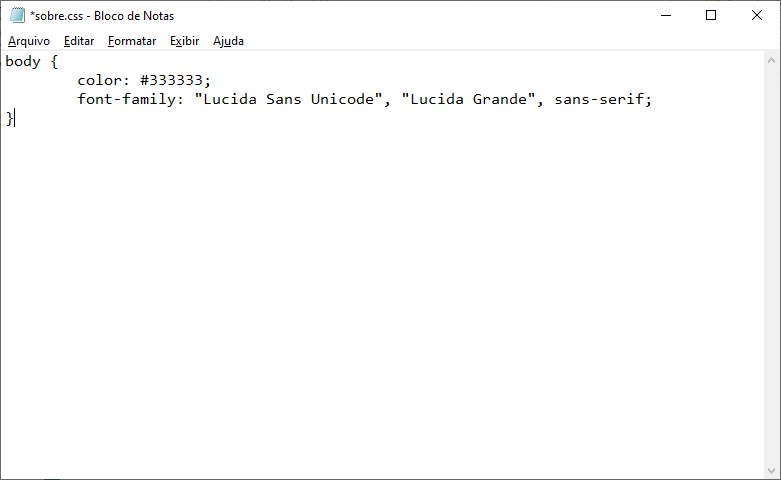 *sobre.css - Bloco de Notas
Arquivo Editar Formatar Exibir Ajuda
body {
        color: #333333;
        font-family: "Lucida Sans Unicode", "Lucida Grande", sans-serif;
}